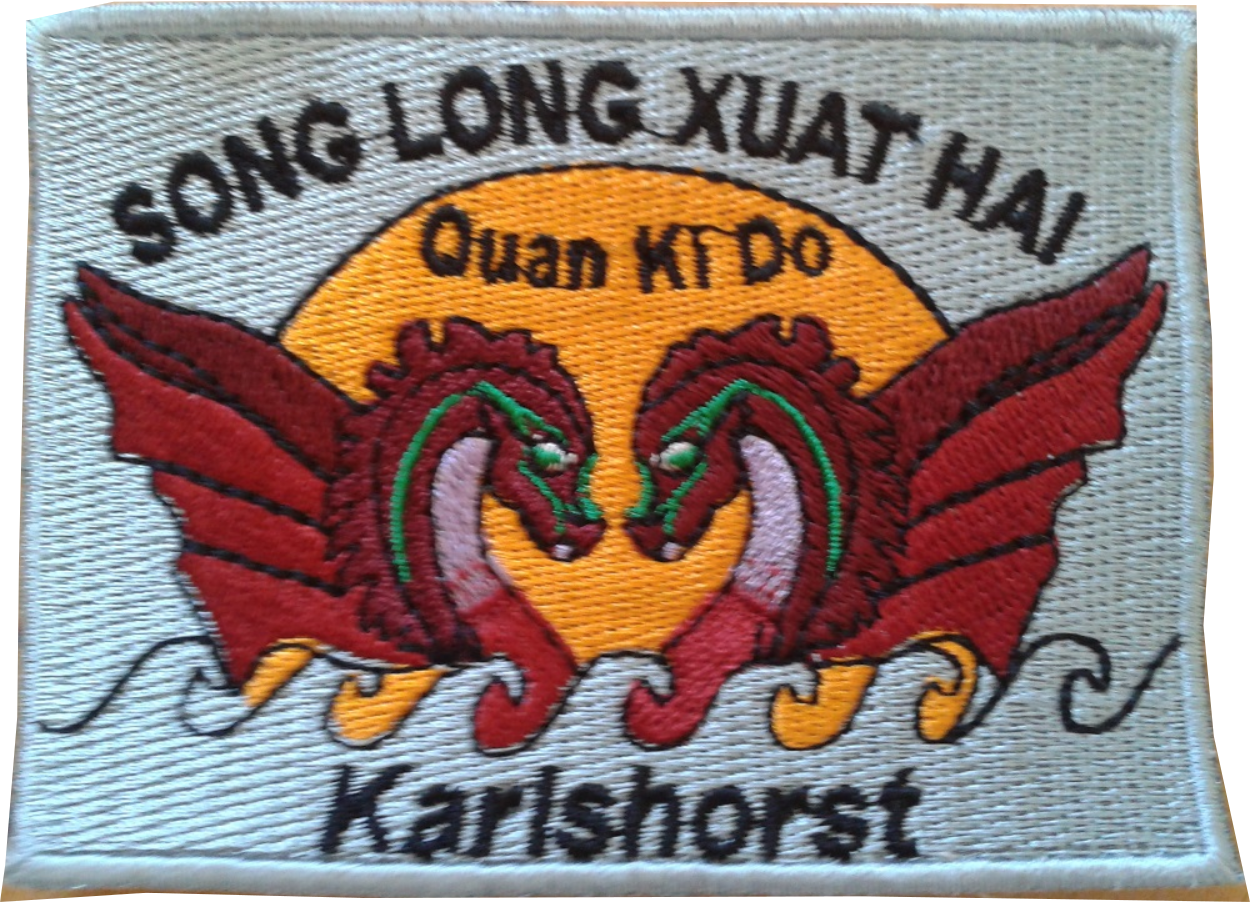 SONG LONG XUAT HAI
Quan Ki Do
Karlshorst